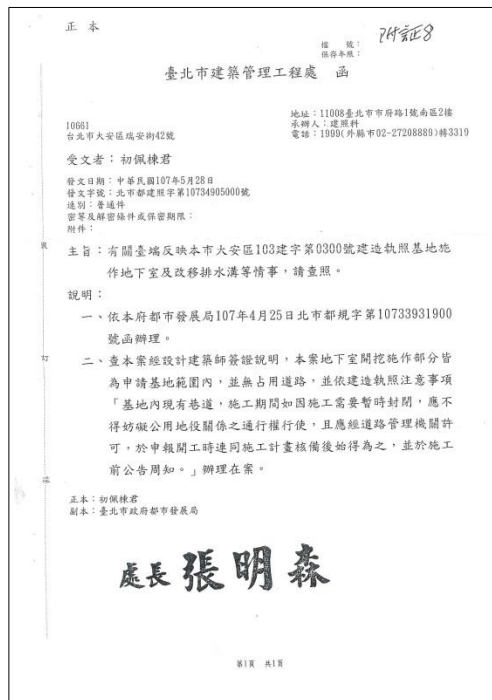 正 本
附証8
檔 號：
保存年限：
臺北市建築管理工程處 函
地址：11008臺北市市府路1號南區2樓
承辦人：建照科
電話：1999(外縣市02-27208889)轉3319
10661
台北市大安區瑞安街42號
受文者：初佩棟君
發文日期：中華民國107年5月28日
發文字號：北市都建照字第10734905000號
速別：普通件
密等及解密條件或保密期限：
附件：
主旨：有關臺端反映本市大安區103建字第0300號建造執照基地施
作地下室及改移排水溝等情事，請查照。
說明：
一、依本府都市發展局107年4月25日北市都規字第10733931900
號函辦理。
二、查本案經設計建築師簽證說明，本案地下室開挖施作部分皆
為申請基地範圍內，並無占用道路，並依建造執照注意事項
「基地內現有巷道，施工期間如因施工需要暫時封閉，應不
得妨礙公用地役關係之通行權行使，且應經道路管理機關許
可，於申報開工時連同施工計畫核備後始得為之，並於施工
前公告周知。」辦理在案。
裝
訂
線
正本：初佩棟君
副本：臺北市政府都市發展局
處長 張明森
第1頁 共1頁